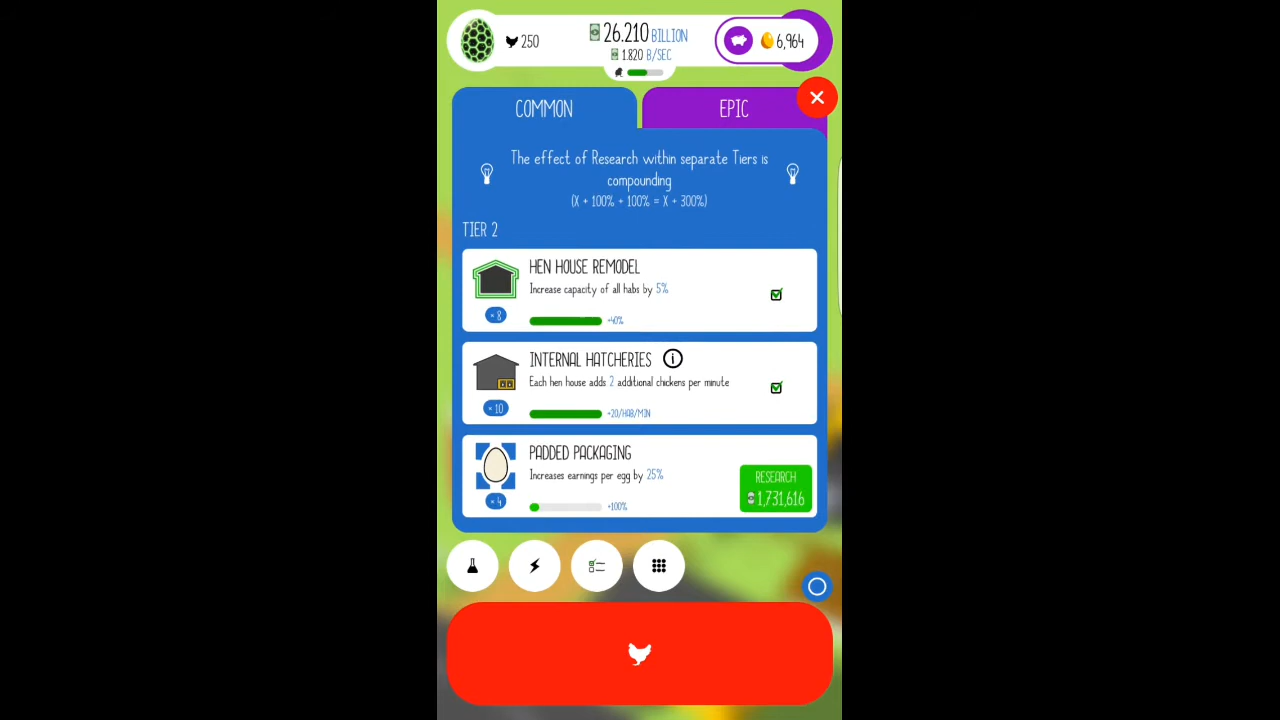 250
26.210 BILLION
1.820 B/SEC
6,964
COMMON
EPIC
The effect of Research within separate Tiers is
compounding
(X + 100% + 100% = X + 300%)
TIER 2
HEN HOUSE REMODEL
Increase capacity of all habs by 5%
× 8
+40%
INTERNAL HATCHERIES
Each hen house adds 2 additional chickens per minute
× 10
+20/HAB/MIN
PADDED PACKAGING
Increases earnings per egg by 25%
RESEARCH
1,731,616
× 4
+100%